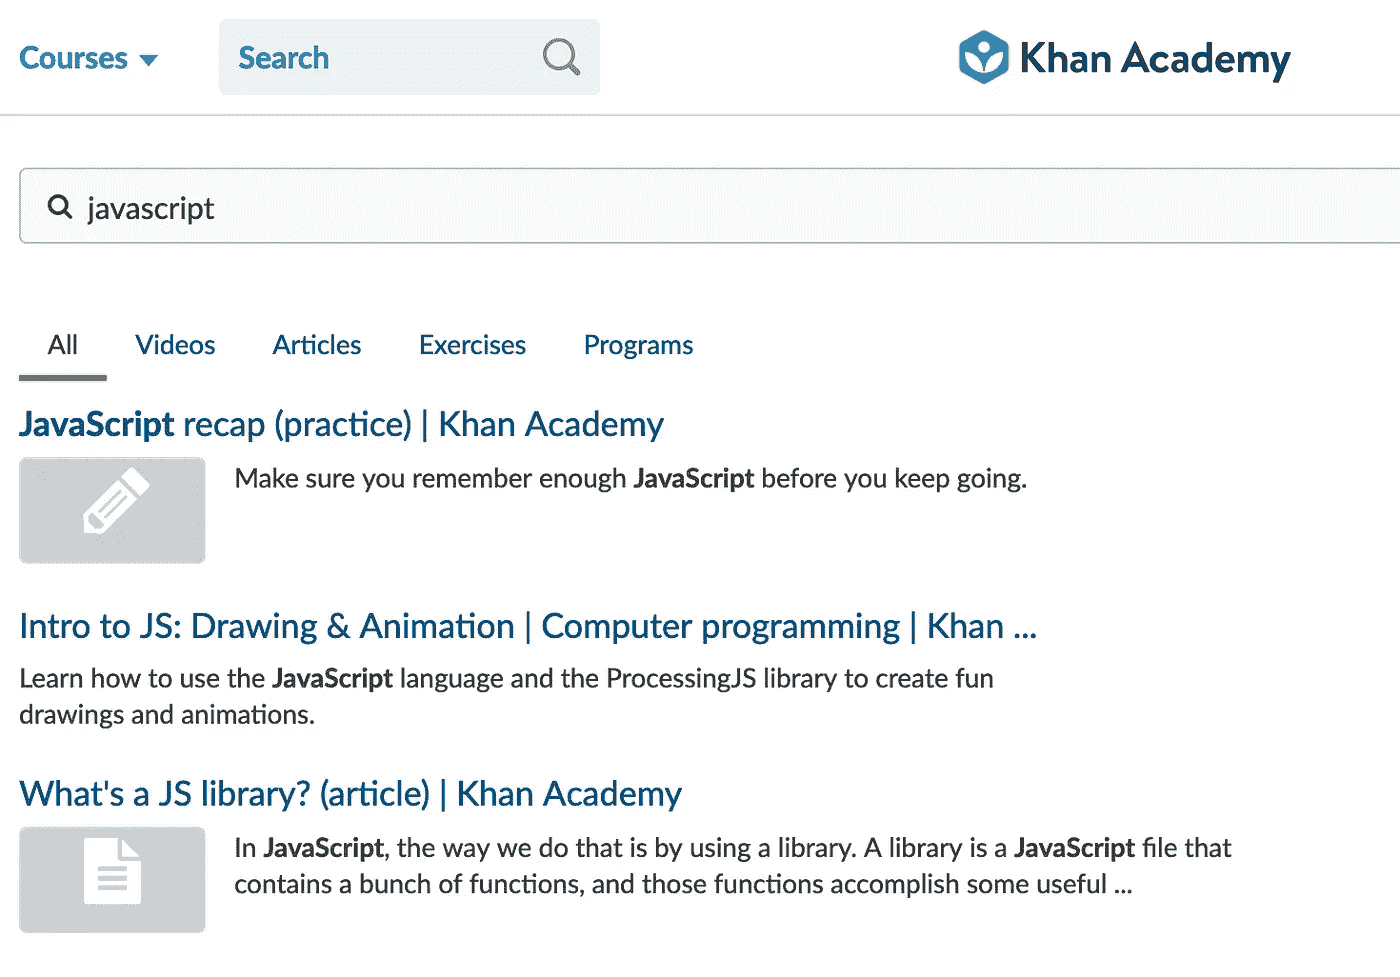 Courses
Search
Khan Academy
javascript
All Videos Articles Exercises Programs
JavaScript recap (practice) | Khan Academy
Make sure you remember enough JavaScript before you keep going.
Intro to JS: Drawing & Animation | Computer programming | Khan ...
Learn how to use the JavaScript language and the ProcessingJS library to create fun
drawings and animations.
What's a JS library? (article) | Khan Academy
In JavaScript, the way we do that is by using a library. A library is a JavaScript file that
contains a bunch of functions, and those functions accomplish some useful ...